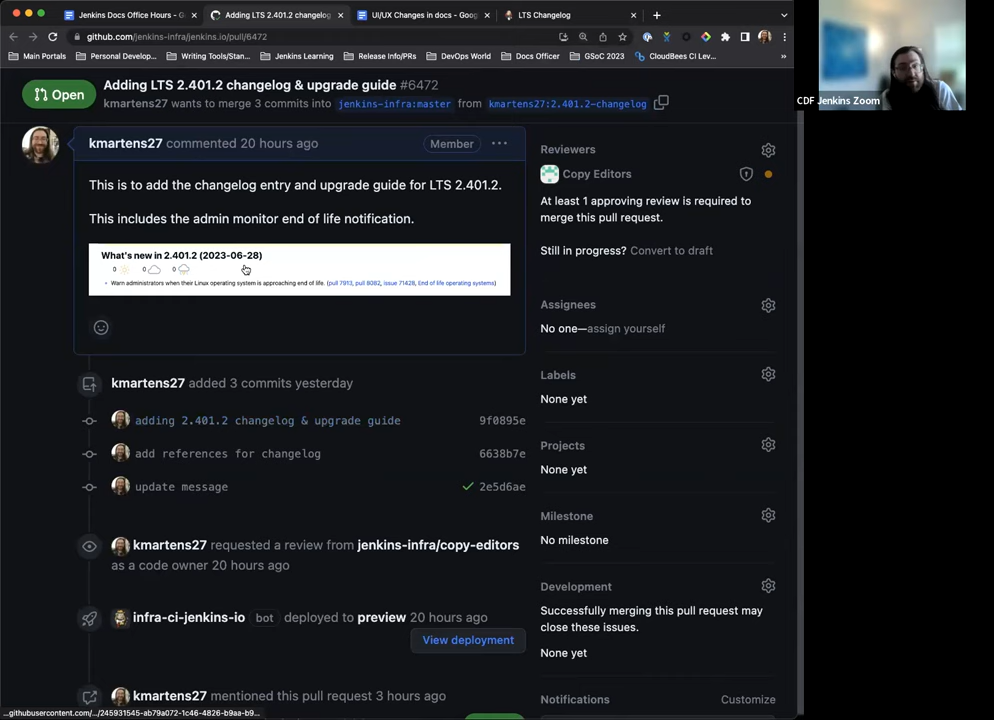 Jenkins Docs Office Hours - G
Adding LTS 2.401.2 changelog
UI/UX Changes in docs - Goog
LTS Changelog
github.com/jenkins-infra/jenkins.io/pull/6472
Main Portals
Personal Develop...
Writing Tools/Stan...
Jenkins Learning
Release Info/PRs
DevOps World
Docs Officer
GSoC 2023
CloudBees CI Lev...
»
Open
Adding LTS 2.401.2 changelog & upgrade guide #6472
kmartens27 wants to merge 3 commits into jenkins-infra:master from kmartens27:2.401.2-changelog
kmartens27 commented 20 hours ago
Member
This is to add the changelog entry and upgrade guide for LTS 2.401.2.
This includes the admin monitor end of life notification.
What's new in 2.401.2 (2023-06-28)
0 0 0
Warn administrators when their Linux operating system is approaching end of life. (pull 7913, pull 8082, issue 71428, End of life operating systems)
kmartens27 added 3 commits yesterday
adding 2.401.2 changelog & upgrade guide 9f0895e
add references for changelog 6638b7e
update message 2e5d6ae
kmartens27 requested a review from jenkins-infra/copy-editors
as a code owner 20 hours ago
infra-ci-jenkins-io bot deployed to preview 20 hours ago
View deployment
kmartens27 mentioned this pull request 3 hours ago
Reviewers
Copy Editors
At least 1 approving review is required to
merge this pull request.
Still in progress? Convert to draft
Assignees
No one—assign yourself
Labels
None yet
Projects
None yet
Milestone
No milestone
Development
Successfully merging this pull request may
close these issues.
None yet
Notifications Customize
CDF Jenkins Zoom
...githubusercontent.com/.../245931545-ab79a072-1c46-4826-b9aa-b9...